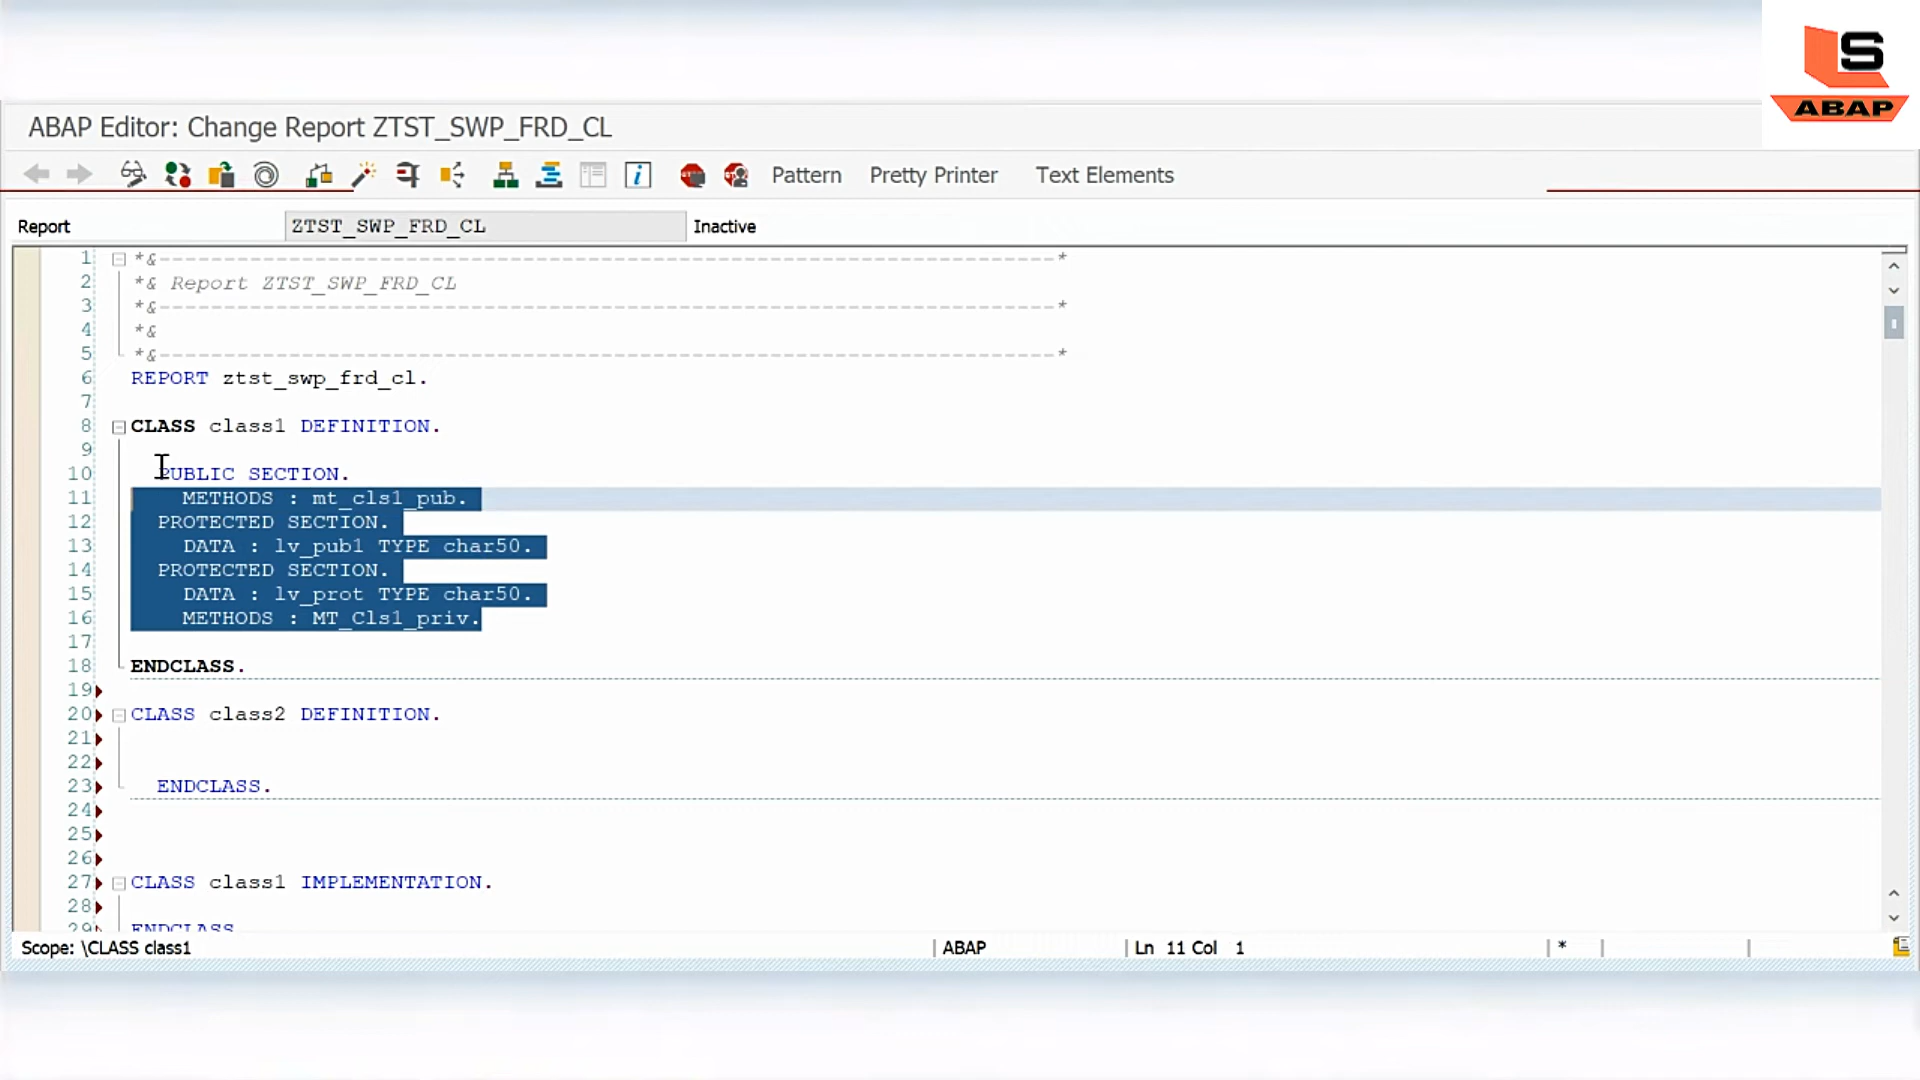 S
ABAP
ABAP Editor: Change Report ZTST_SWP_FRD_CL
Pattern Pretty Printer Text Elements
Report ZTST_SWP_FRD_CL Inactive
1 *&---------------------------------------------------------------------*
2 *& Report ZTST_SWP_FRD_CL
3 *&---------------------------------------------------------------------*
4 *&
5 *&---------------------------------------------------------------------*
6 REPORT ztst_swp_frd_cl.
7
8 CLASS class1 DEFINITION.
9
10 PUBLIC SECTION.
11 METHODS : mt_cls1_pub.
12 PROTECTED SECTION.
13 DATA : lv_pub1 TYPE char50.
14 PROTECTED SECTION.
15 DATA : lv_prot TYPE char50.
16 METHODS : MT_Cls1_priv.
17
18 ENDCLASS.
19
20 CLASS class2 DEFINITION.
21
22
23 ENDCLASS.
24
25
26
27 CLASS class1 IMPLEMENTATION.
28
29 ENDCLASS
Scope: \CLASS class1 ABAP Ln 11 Col 1 *